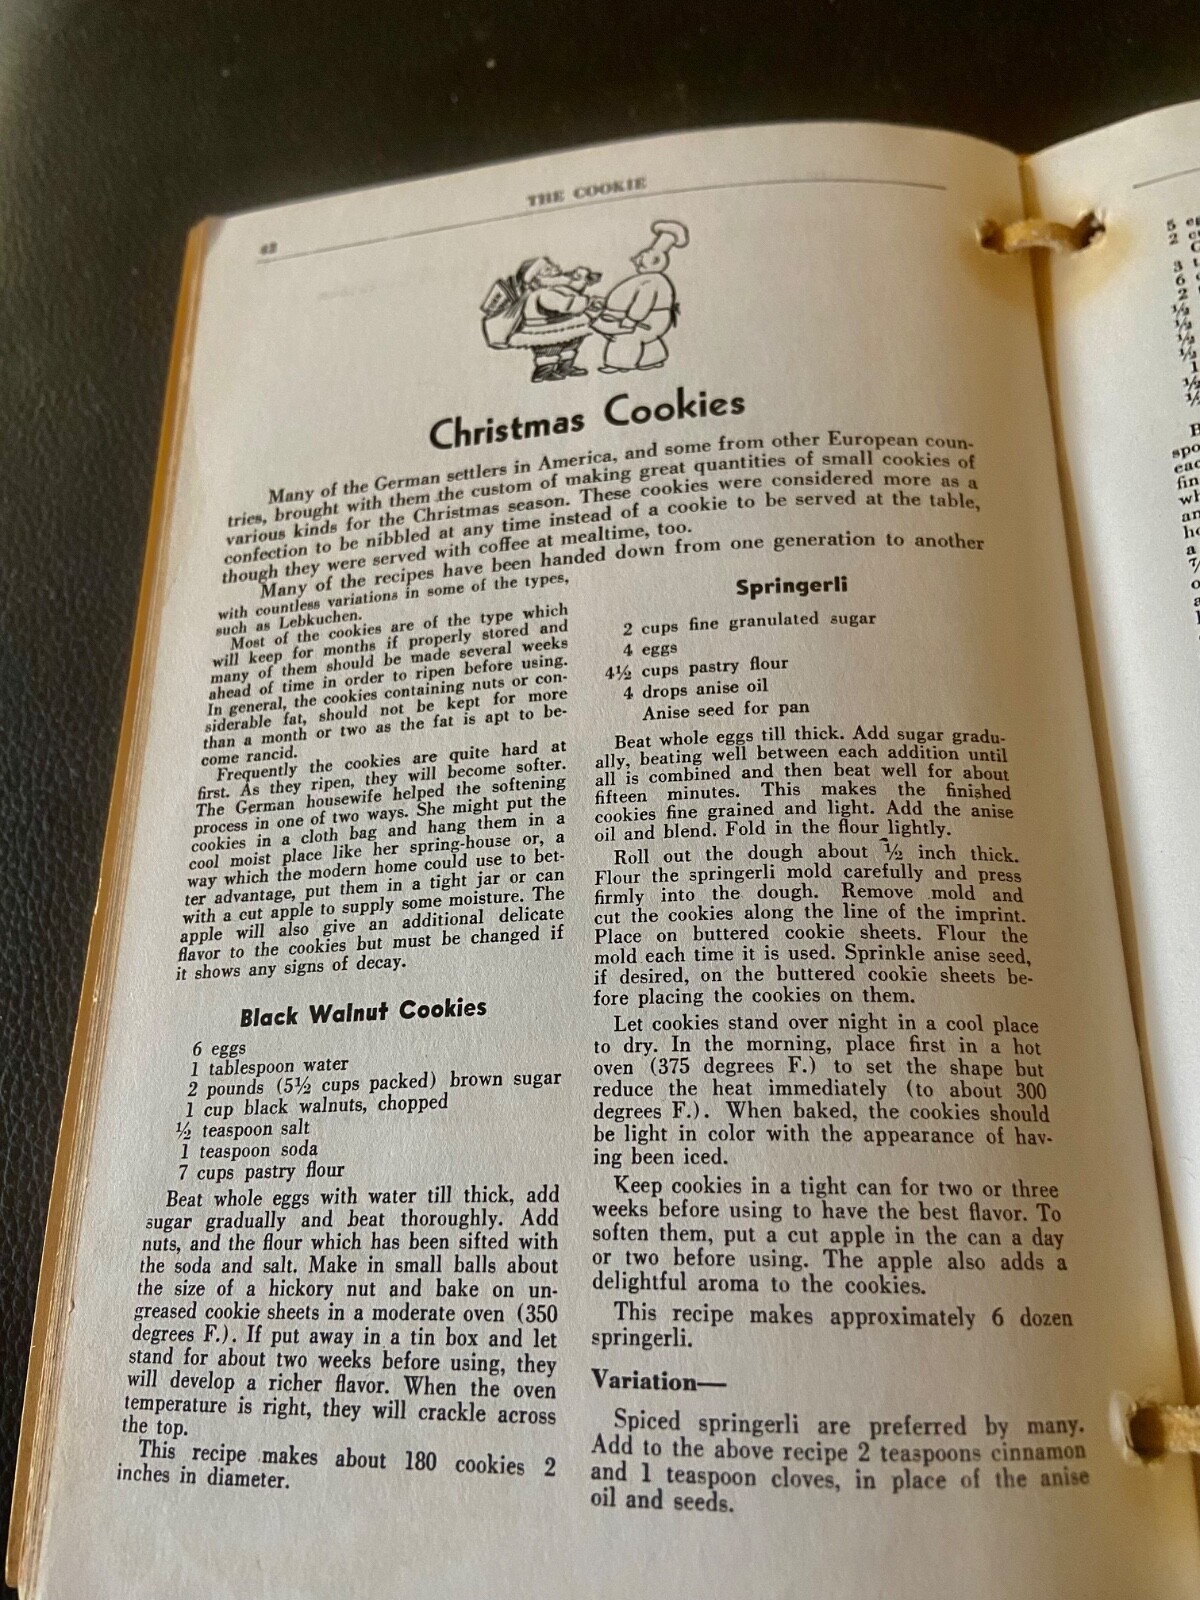 THE COOKIE
42
Christmas Cookies
Many of the German settlers in America, and some from other European coun-
tries, brought with them the custom of making great quantities of small cookies of
various kinds for the Christmas season. These cookies were considered more as a
confection to be nibbled at any time instead of a cookie to be served at the table,
though they were served with coffee at mealtime, too.
Many of the recipes have been handed down from one generation to another
with countless variations in some of the types,
such as Lebkuchen.
Most of the cookies are of the type which
will keep for months if properly stored and
many of them should be made several weeks
ahead of time in order to ripen before using.
In general, the cookies containing nuts or con-
siderable fat, should not be kept for more
than a month or two as the fat is apt to be-
come rancid.
Frequently the cookies are quite hard at
first. As they ripen, they will become softer.
The German housewife helped the softening
process in one of two ways. She might put the
cookies in a cloth bag and hang them in a
cool moist place like her spring-house or, a
way which the modern home could use to bet-
ter advantage, put them in a tight jar or can
with a cut apple to supply some moisture. The
apple will also give an additional delicate
flavor to the cookies but must be changed if
it shows any signs of decay.
Black Walnut Cookies
6 eggs
1 tablespoon water
2 pounds (5½ cups packed) brown sugar
1 cup black walnuts, chopped
½ teaspoon salt
1 teaspoon soda
7 cups pastry flour
Beat whole eggs with water till thick, add
sugar gradually and beat thoroughly. Add
nuts, and the flour which has been sifted with
the soda and salt. Make in small balls about
the size of a hickory nut and bake on un-
greased cookie sheets in a moderate oven (350
degrees F.). If put away in a tin box and let
stand for about two weeks before using, they
will develop a richer flavor. When the oven
temperature is right, they will crackle across
the top.
This recipe makes about 180 cookies 2
inches in diameter.
Springerli
2 cups fine granulated sugar
4 eggs
4½ cups pastry flour
4 drops anise oil
Anise seed for pan
Beat whole eggs till thick. Add sugar gradu-
ally, beating well between each addition until
all is combined and then beat well for about
fifteen minutes. This makes the finished
cookies fine grained and light. Add the anise
oil and blend. Fold in the flour lightly.
Roll out the dough about ½ inch thick.
Flour the springerli mold carefully and press
firmly into the dough. Remove mold and
cut the cookies along the line of the imprint.
Place on buttered cookie sheets. Flour the
mold each time it is used. Sprinkle anise seed,
if desired, on the buttered cookie sheets be-
fore placing the cookies on them.
Let cookies stand over night in a cool place
to dry. In the morning, place first in a hot
oven (375 degrees F.) to set the shape but
reduce the heat immediately (to about 300
degrees F.). When baked, the cookies should
be light in color with the appearance of hav-
ing been iced.
Keep cookies in a tight can for two or three
weeks before using to have the best flavor. To
soften them, put a cut apple in the can a day
or two before using. The apple also adds a
delightful aroma to the cookies.
This recipe makes approximately 6 dozen
springerli.
Variation—
Spiced springerli are preferred by many.
Add to the above recipe 2 teaspoons cinnamon
and 1 teaspoon cloves, in place of the anise
oil and seeds.
5
2
3
6
2
½
½
½
½
1
½
½